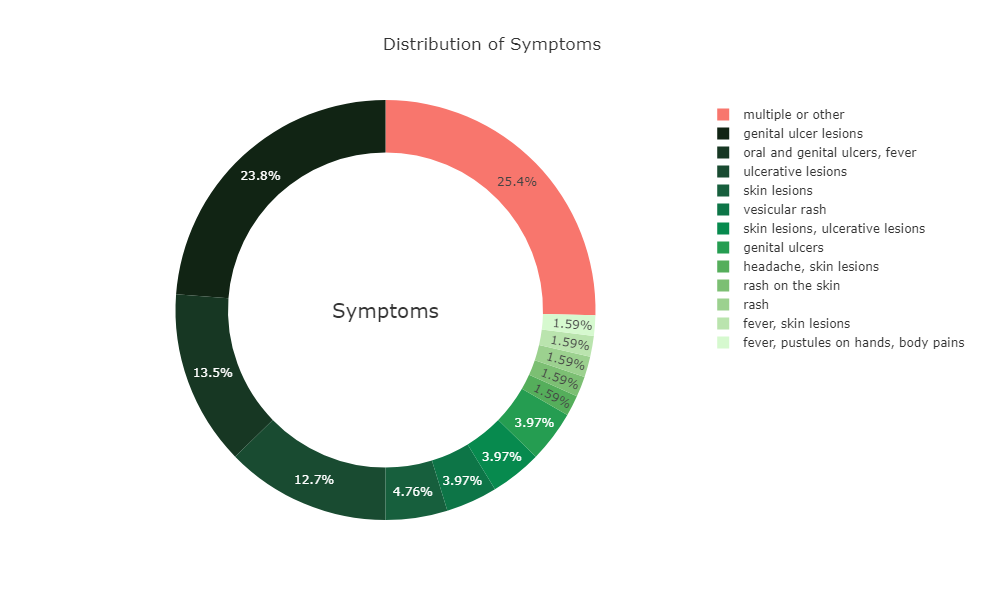 Distribution of Symptoms
25.4%
23.8%
13.5%
12.7%
4.76%
3.97%
3.97%
3.97%
1.59%
1.59%
1.59%
1.59%
1.59%
Symptoms
multiple or other
genital ulcer lesions
oral and genital ulcers, fever
ulcerative lesions
skin lesions
vesicular rash
skin lesions, ulcerative lesions
genital ulcers
headache, skin lesions
rash on the skin
rash
fever, skin lesions
fever, pustules on hands, body pains